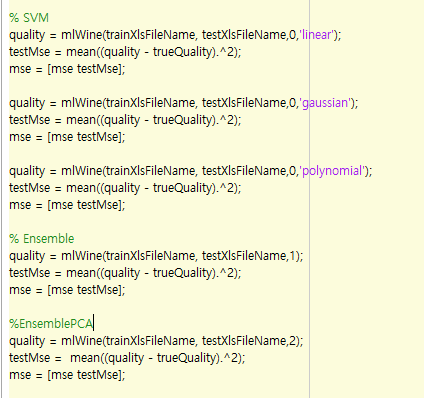 % SVM
quality = mlWine(trainXlsFileName, testXlsFileName,0,'linear');
testMse = mean((quality - trueQuality).^2);
mse = [mse testMse];
quality = mlWine(trainXlsFileName, testXlsFileName,0,'gaussian');
testMse = mean((quality - trueQuality).^2);
mse = [mse testMse];
quality = mlWine(trainXlsFileName, testXlsFileName,0,'polynomial');
testMse = mean((quality - trueQuality).^2);
mse = [mse testMse];
% Ensemble
quality = mlWine(trainXlsFileName, testXlsFileName,1);
testMse = mean((quality - trueQuality).^2);
mse = [mse testMse];
%EnsemblePCA
quality = mlWine(trainXlsFileName, testXlsFileName,2);
testMse =  mean((quality - trueQuality).^2);
mse = [mse testMse];